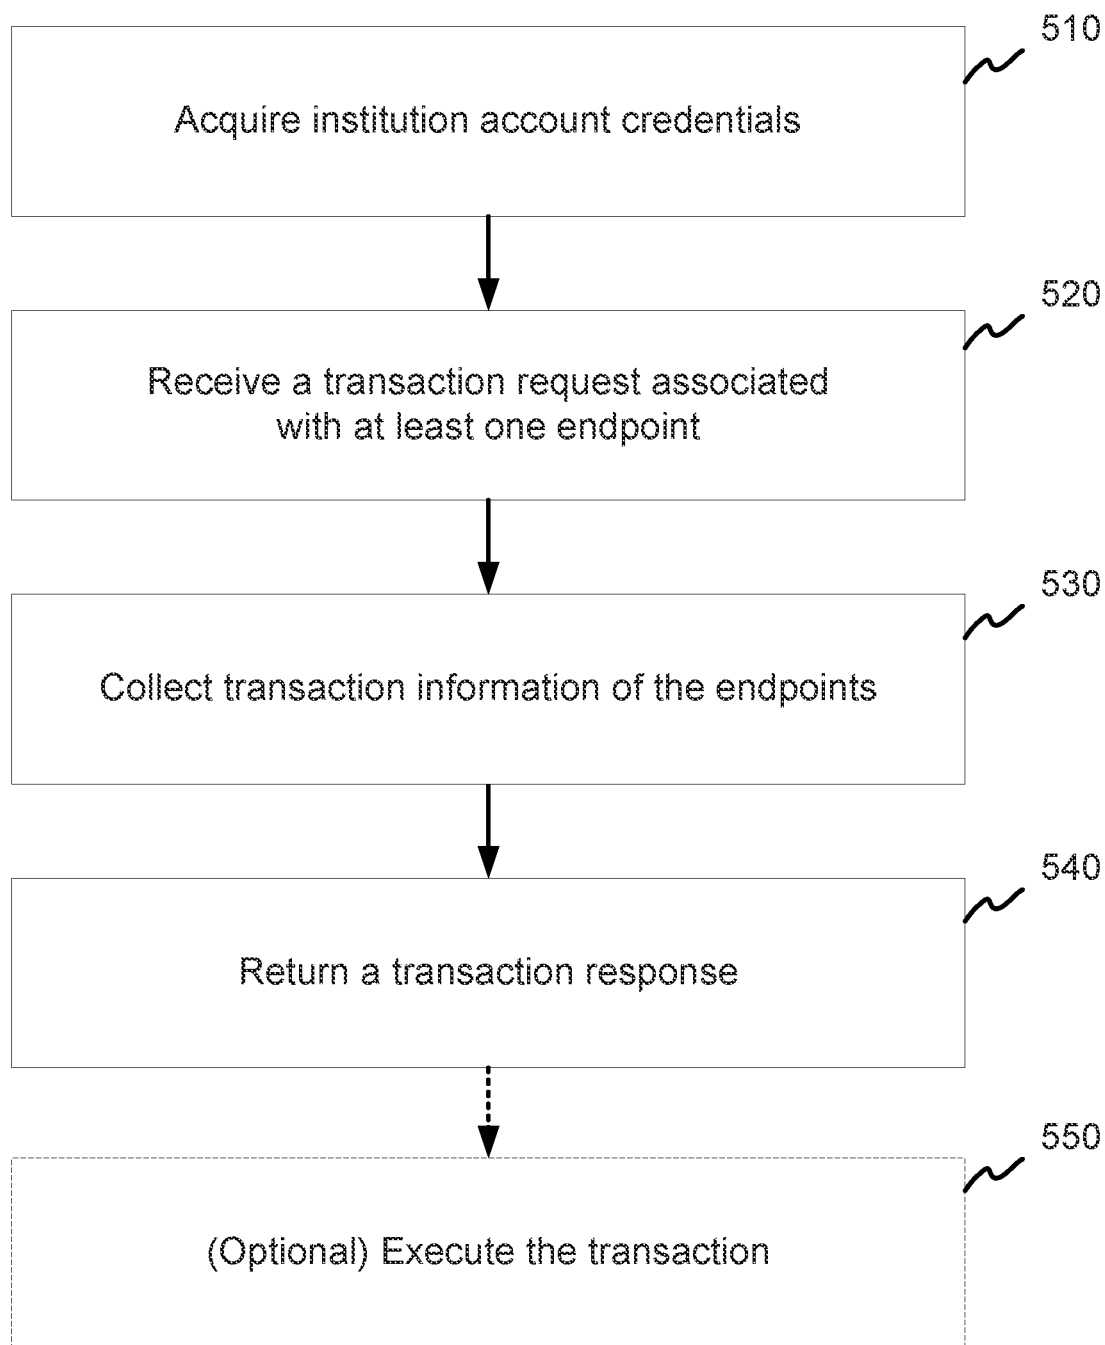 510
Acquire institution account credentials
520
Receive a transaction request associated
with at least one endpoint
530
Collect transaction information of the endpoints
540
Return a transaction response
550
(Optional) Execute the transaction